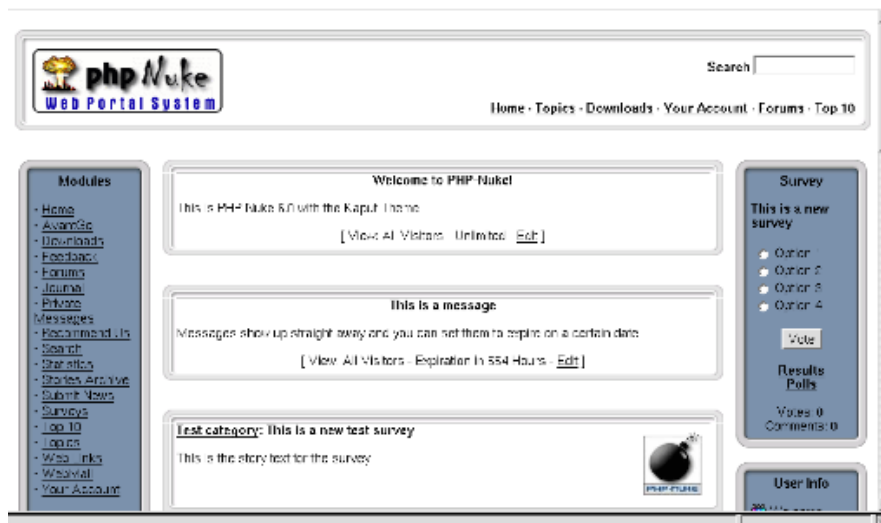 php Nuke
Web Portal System
Search
Home · Topics · Downloads · Your Account · Forums · Top 10
Modules
· Home
· AvantGo
· Downloads
· Feedback
· Forums
· Journal
· Private
Messages
· Recommend Us
· Search
· Statistics
· Stories Archive
· Submit News
· Surveys
· Top 10
· Topics
· Web Links
· WebMail
· Your Account
Welcome to PHP-Nuke!
This is PHP-Nuke 6.0 with the Kaput Theme
[ View: All Visitors - Unlimited - Edit ]
This is a message
Messages show up straight away and you can set them to expire on a certain date
[ View: All Visitors - Expiration in 554 Hours - Edit ]
Test category: This is a new test survey
This is the story text for the survey
PHP-NUKE
Survey
This is a new
survey
Option 1
Option 2
Option 3
Option 4
Vote
Results
Polls
Votes: 0
Comments: 0
User Info